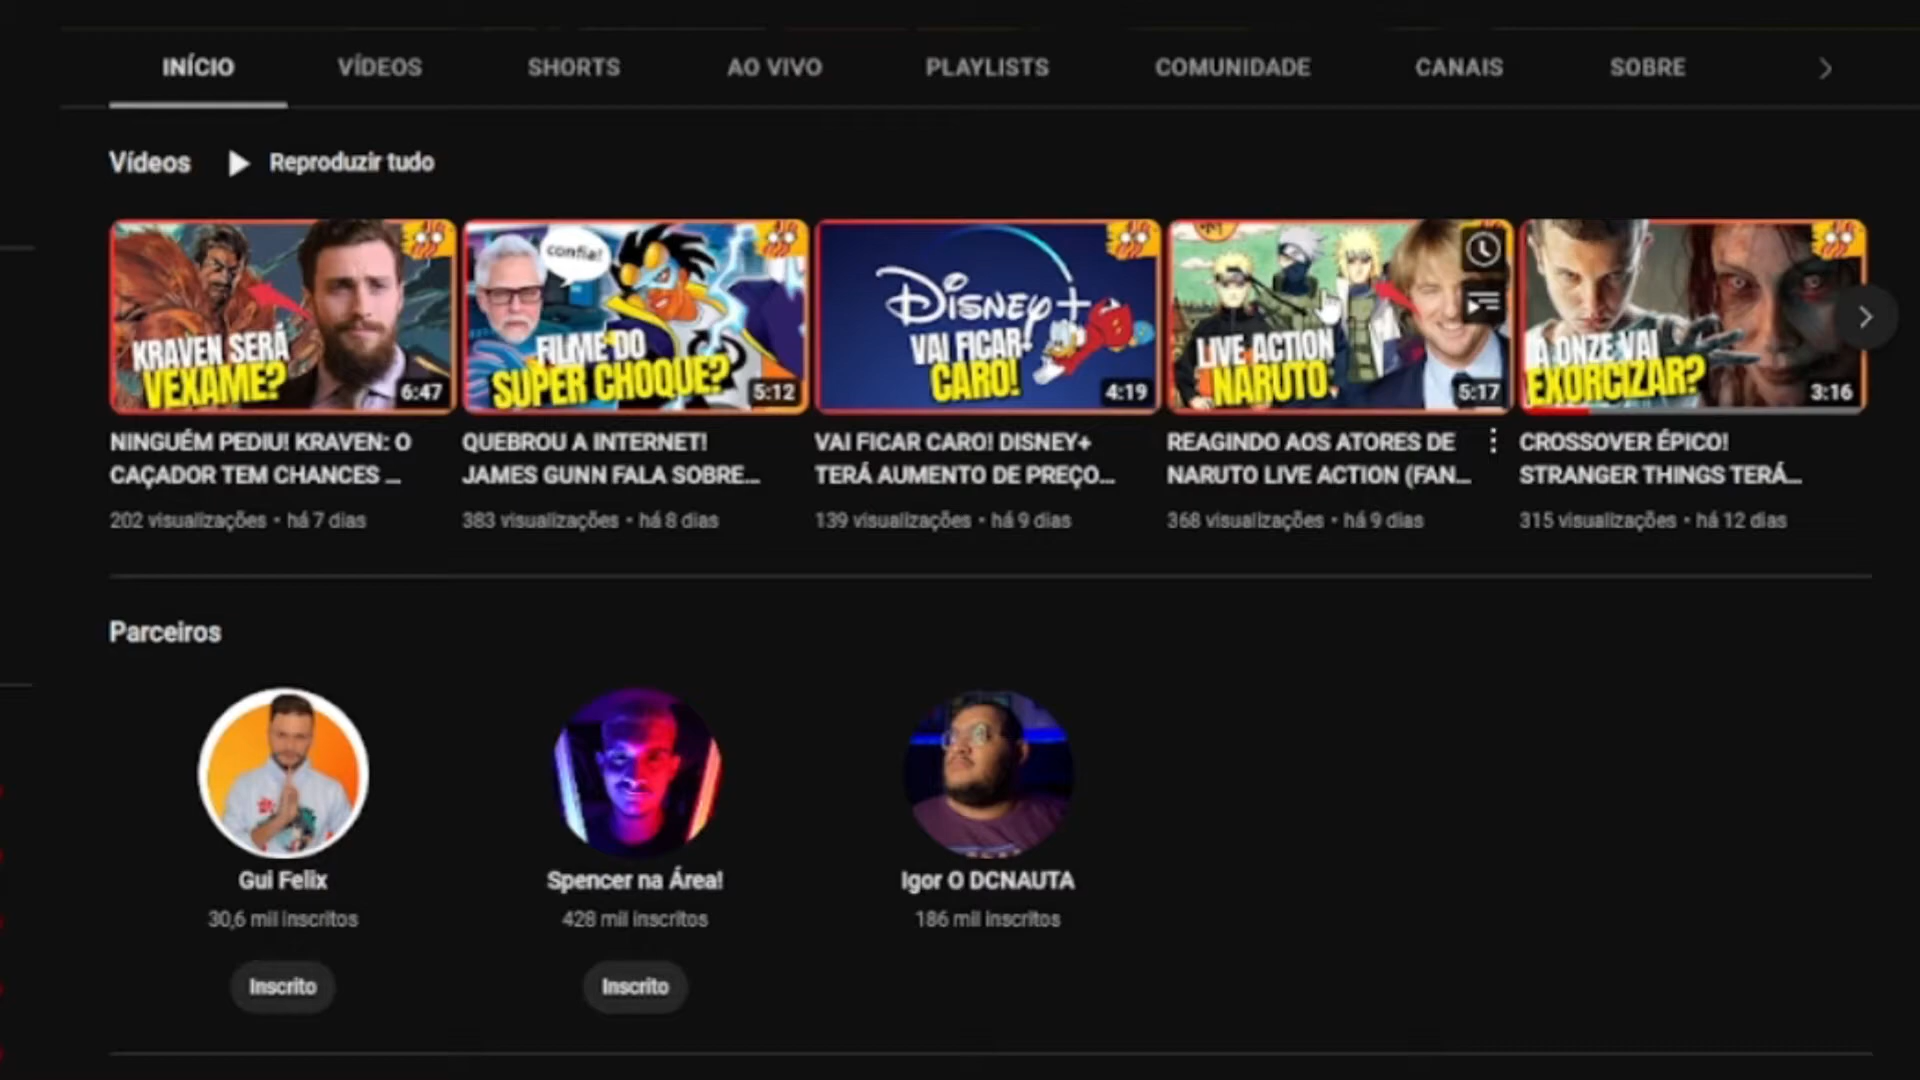 INÍCIO VÍDEOS SHORTS AO VIVO PLAYLISTS COMUNIDADE CANAIS SOBRE
Vídeos Reproduzir tudo
KRAVEN SERÁ
VEXAME?
6:47
confia!
FILME DO
SUPER CHOQUE?
5:12
Disney+
VAI FICAR
CARO!
4:19
LIVE ACTION
NARUTO
5:17
A ONZE VAI
EXORCIZAR?
3:16
NINGUÉM PEDIU! KRAVEN: O
CAÇADOR TEM CHANCES ...
202 visualizações • há 7 dias
QUEBROU A INTERNET!
JAMES GUNN FALA SOBRE...
383 visualizações • há 8 dias
VAI FICAR CARO! DISNEY+
TERÁ AUMENTO DE PREÇO...
139 visualizações • há 9 dias
REAGINDO AOS ATORES DE
NARUTO LIVE ACTION (FAN...
368 visualizações • há 9 dias
CROSSOVER ÉPICO!
STRANGER THINGS TERÁ...
315 visualizações • há 12 dias
Parceiros
Gui Felix
30,6 mil inscritos
Inscrito
Spencer na Área!
428 mil inscritos
Inscrito
Igor O DCNAUTA
186 mil inscritos